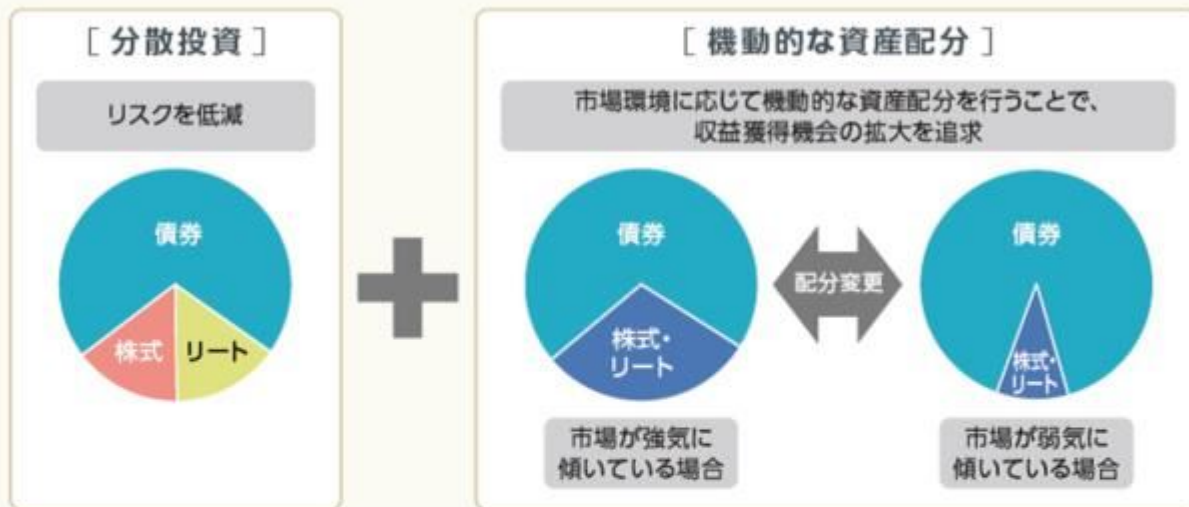 [ 分散投資 ]
リスクを低減
債券
株式
リート
[ 機動的な資産配分 ]
市場環境に応じて機動的な資産配分を行うことで、
収益獲得機会の拡大を追求
債券
株式・
リート
市場が強気に
傾いている場合
配分変更
債券
株式・
リート
市場が弱気に
傾いている場合